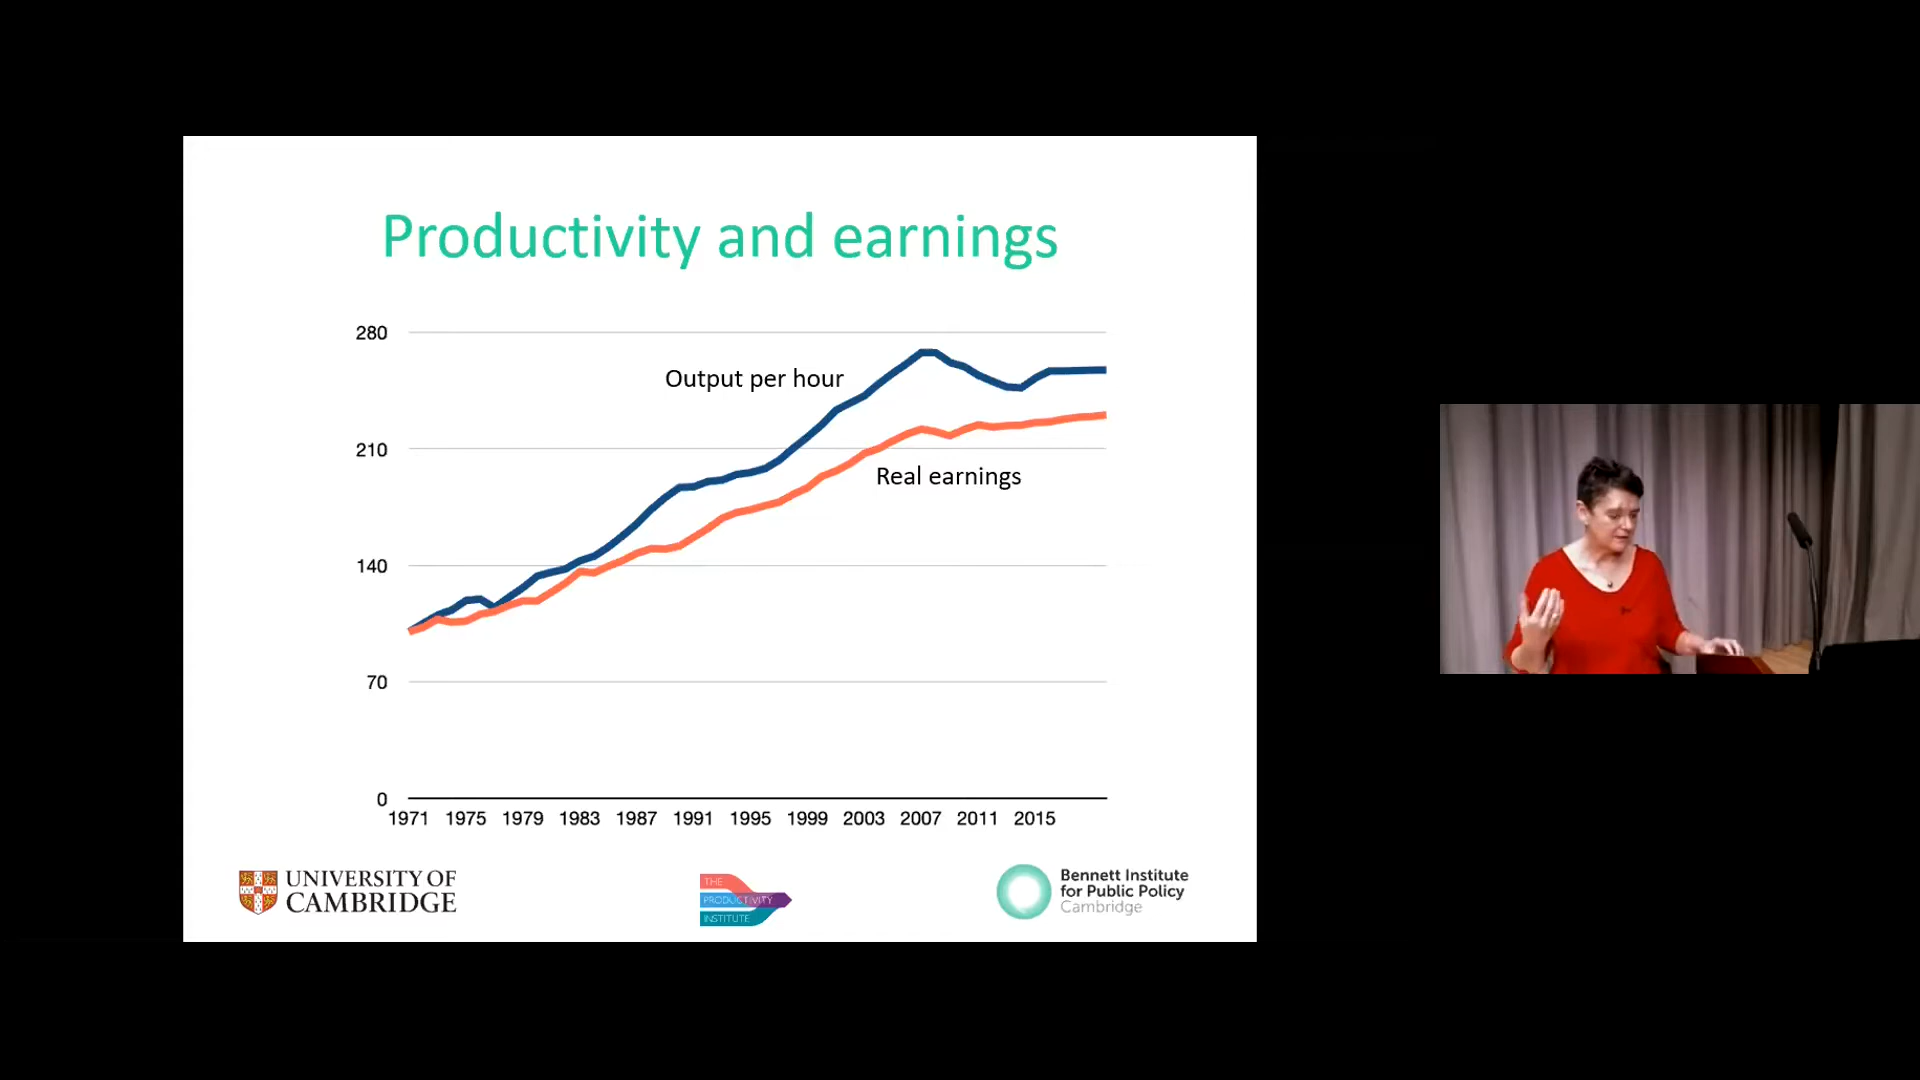 Productivity and earnings
280
Output per hour
210
Real earnings
140
70
0
1971 1975 1979 1983 1987 1991 1995 1999 2003 2007 2011 2015
UNIVERSITY OF
CAMBRIDGE
THE
PRODUCTIVITY
INSTITUTE
Bennett Institute
for Public Policy
Cambridge